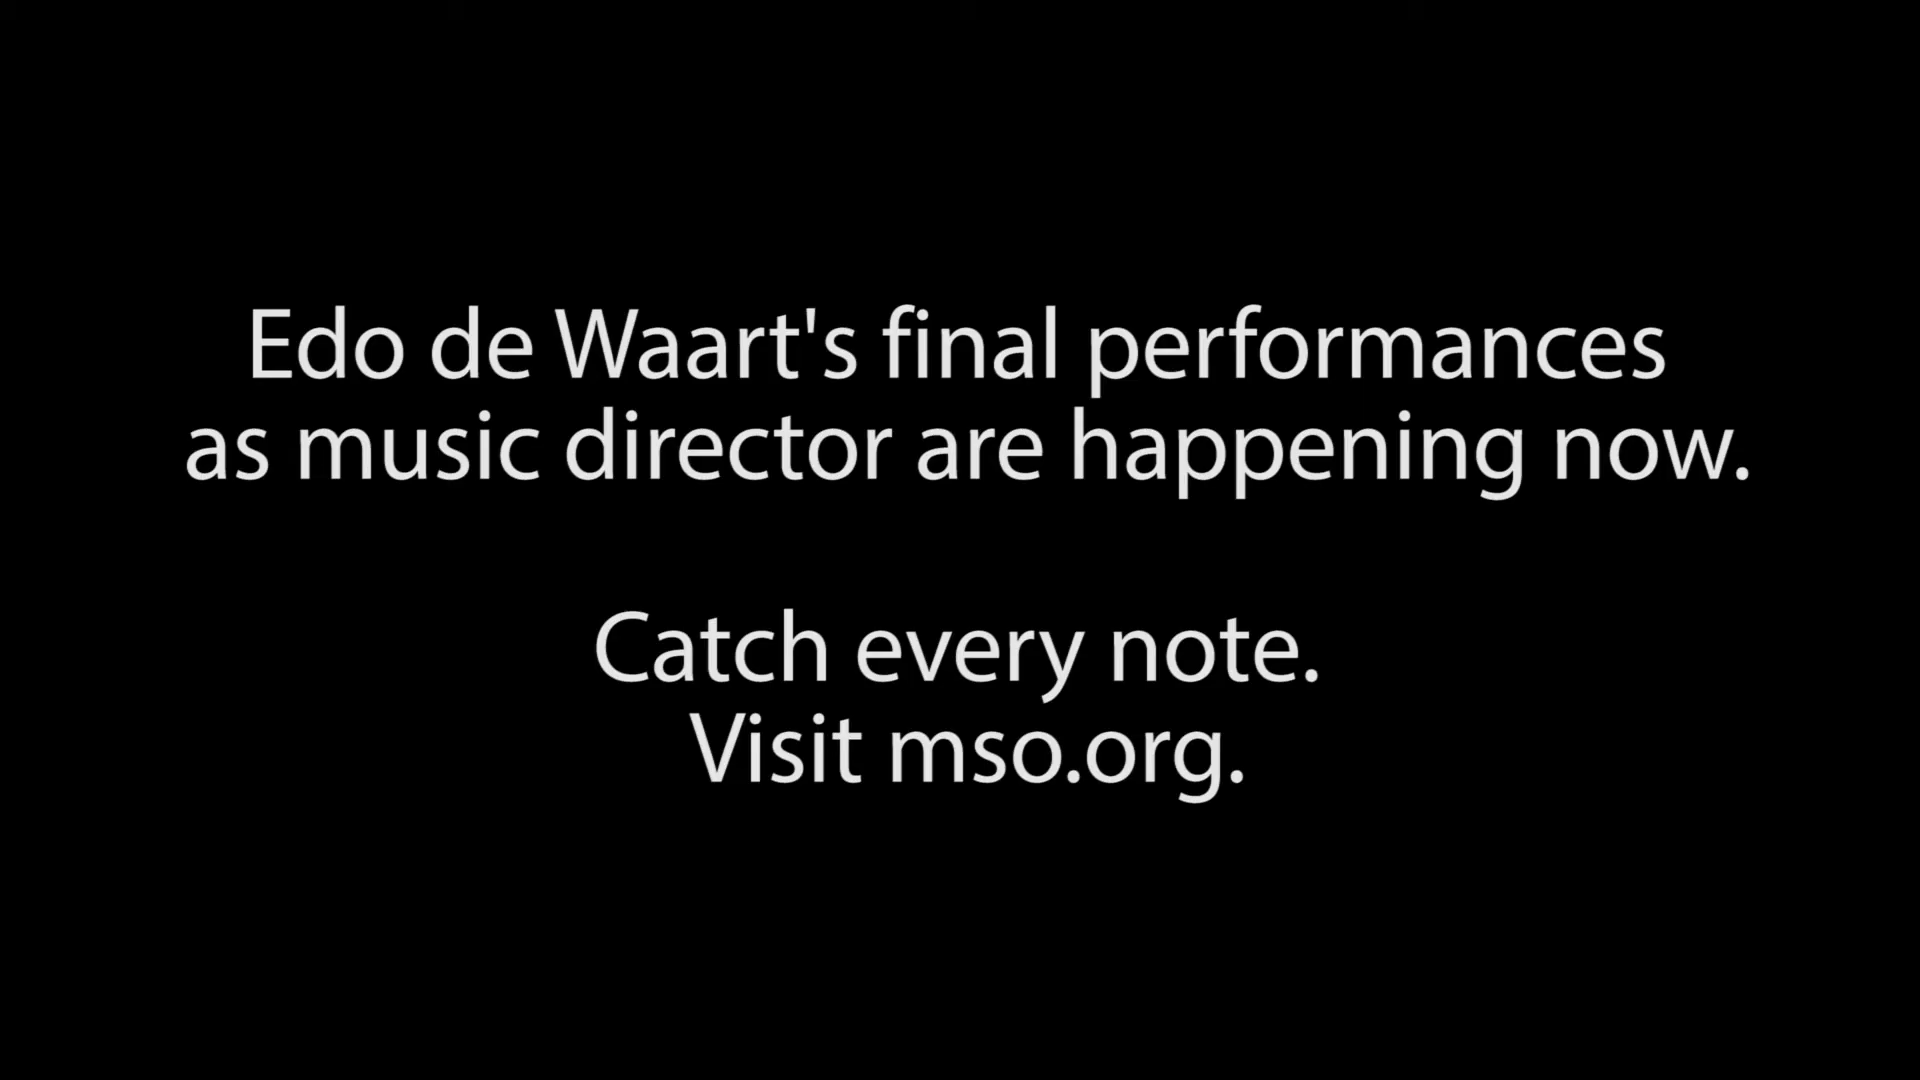 Edo de Waart's final performances
as music director are happening now.
Catch every note.
Visit mso.org.